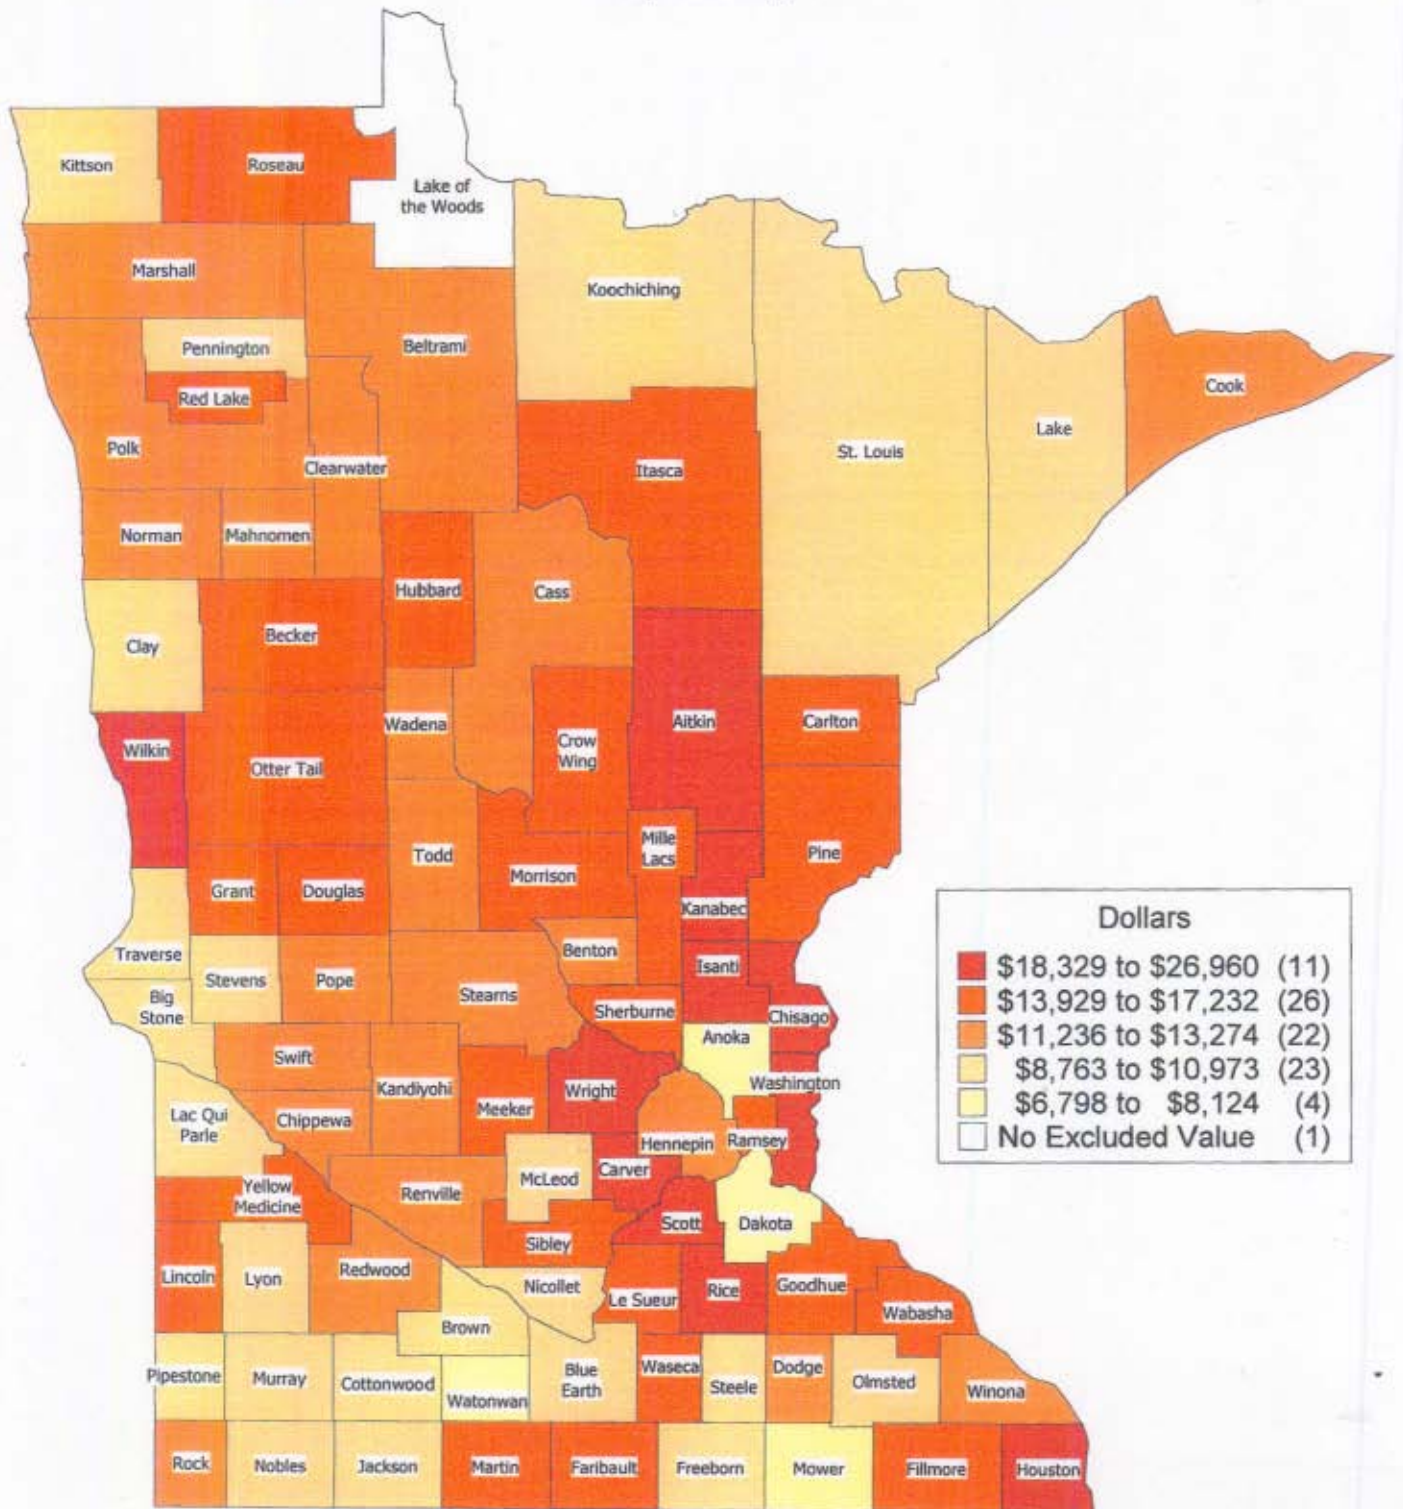 Kittson
Roseau
Lake of
the Woods
Marshall
Koochiching
Pennington
Beltrami
Red Lake
Cook
Polk
Clearwater
Itasca
St. Louis
Lake
Norman
Mahnomen
Hubbard
Cass
Clay
Becker
Wilkin
Otter Tail
Wadena
Crow
Wing
Aitkin
Carlton
Todd
Mille
Lacs
Pine
Grant
Douglas
Morrison
Kanabec
Traverse
Stevens
Pope
Benton
Isanti
Big
Stone
Stearns
Sherburne
Chisago
Anoka
Swift
Kandiyohi
Wright
Washington
Lac Qui
Parle
Chippewa
Meeker
Hennepin
Ramsey
Yellow
Medicine
Renville
McLeod
Carver
Scott
Dakota
Sibley
Lincoln
Lyon
Redwood
Nicollet
Le Sueur
Rice
Goodhue
Wabasha
Brown
Pipestone
Murray
Cottonwood
Watonwan
Blue
Earth
Waseca
Steele
Dodge
Olmsted
Winona
Rock
Nobles
Jackson
Martin
Faribault
Freeborn
Mower
Fillmore
Houston
Dollars
$18,329 to $26,960 (11)
$13,929 to $17,232 (26)
$11,236 to $13,274 (22)
$8,763 to $10,973 (23)
$6,798 to $8,124 (4)
No Excluded Value (1)